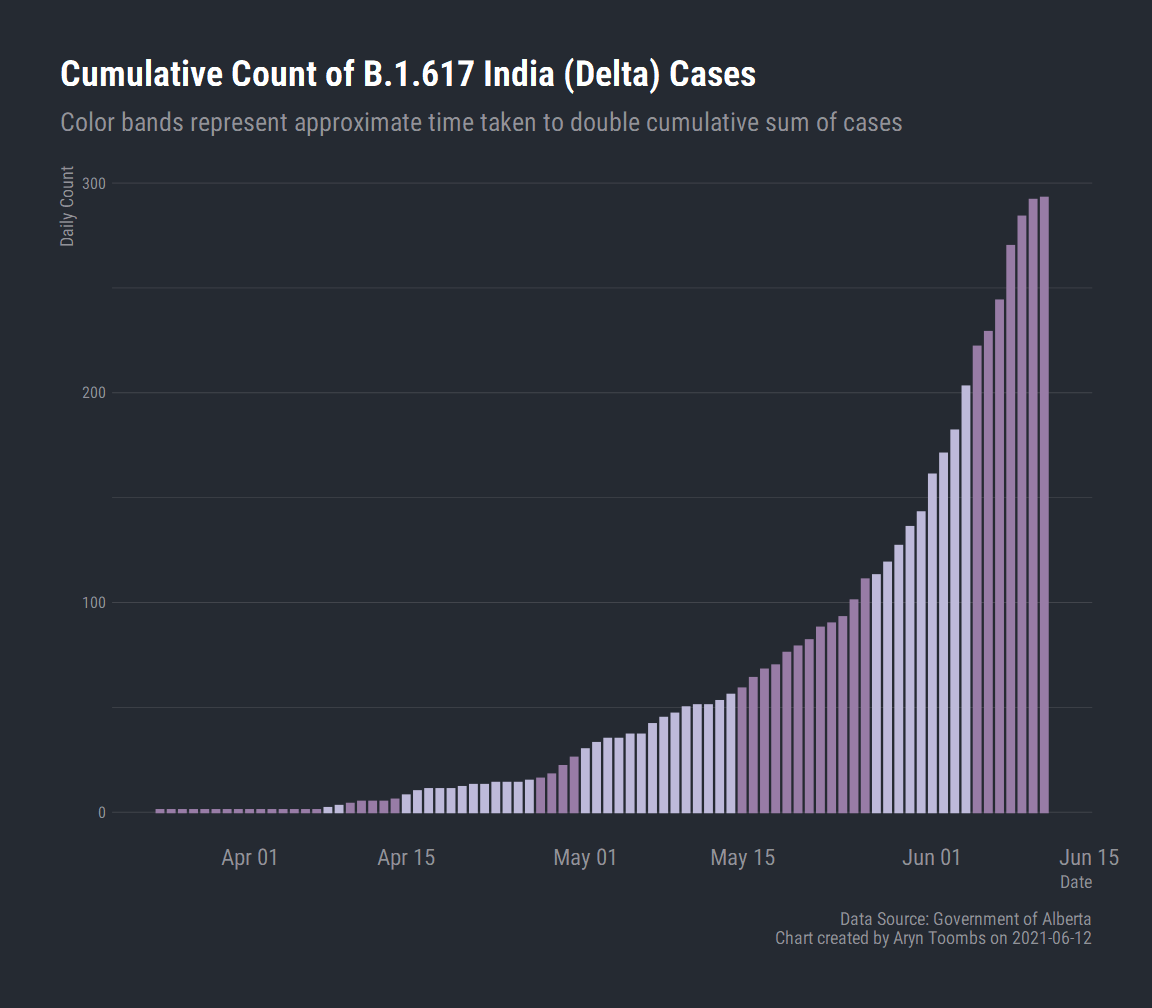 Cumulative Count of B.1.617 India (Delta) Cases
Color bands represent approximate time taken to double cumulative sum of cases
Daily Count
300
200
100
0
Apr 01 Apr 15 May 01 May 15 Jun 01 Jun 15
Date
Data Source: Government of Alberta
Chart created by Aryn Toombs on 2021-06-12